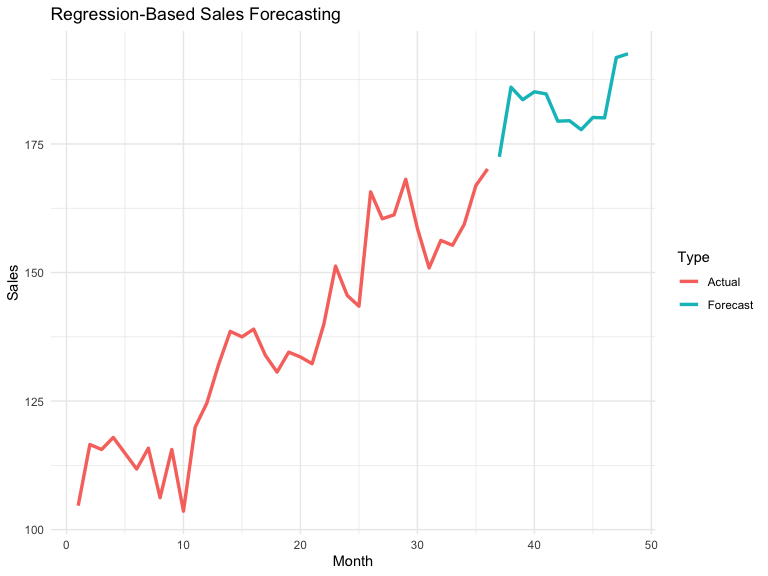 Regression-Based Sales Forecasting
175
150
125
100
Sales
0 10 20 30 40 50
Month
Type
Actual
Forecast